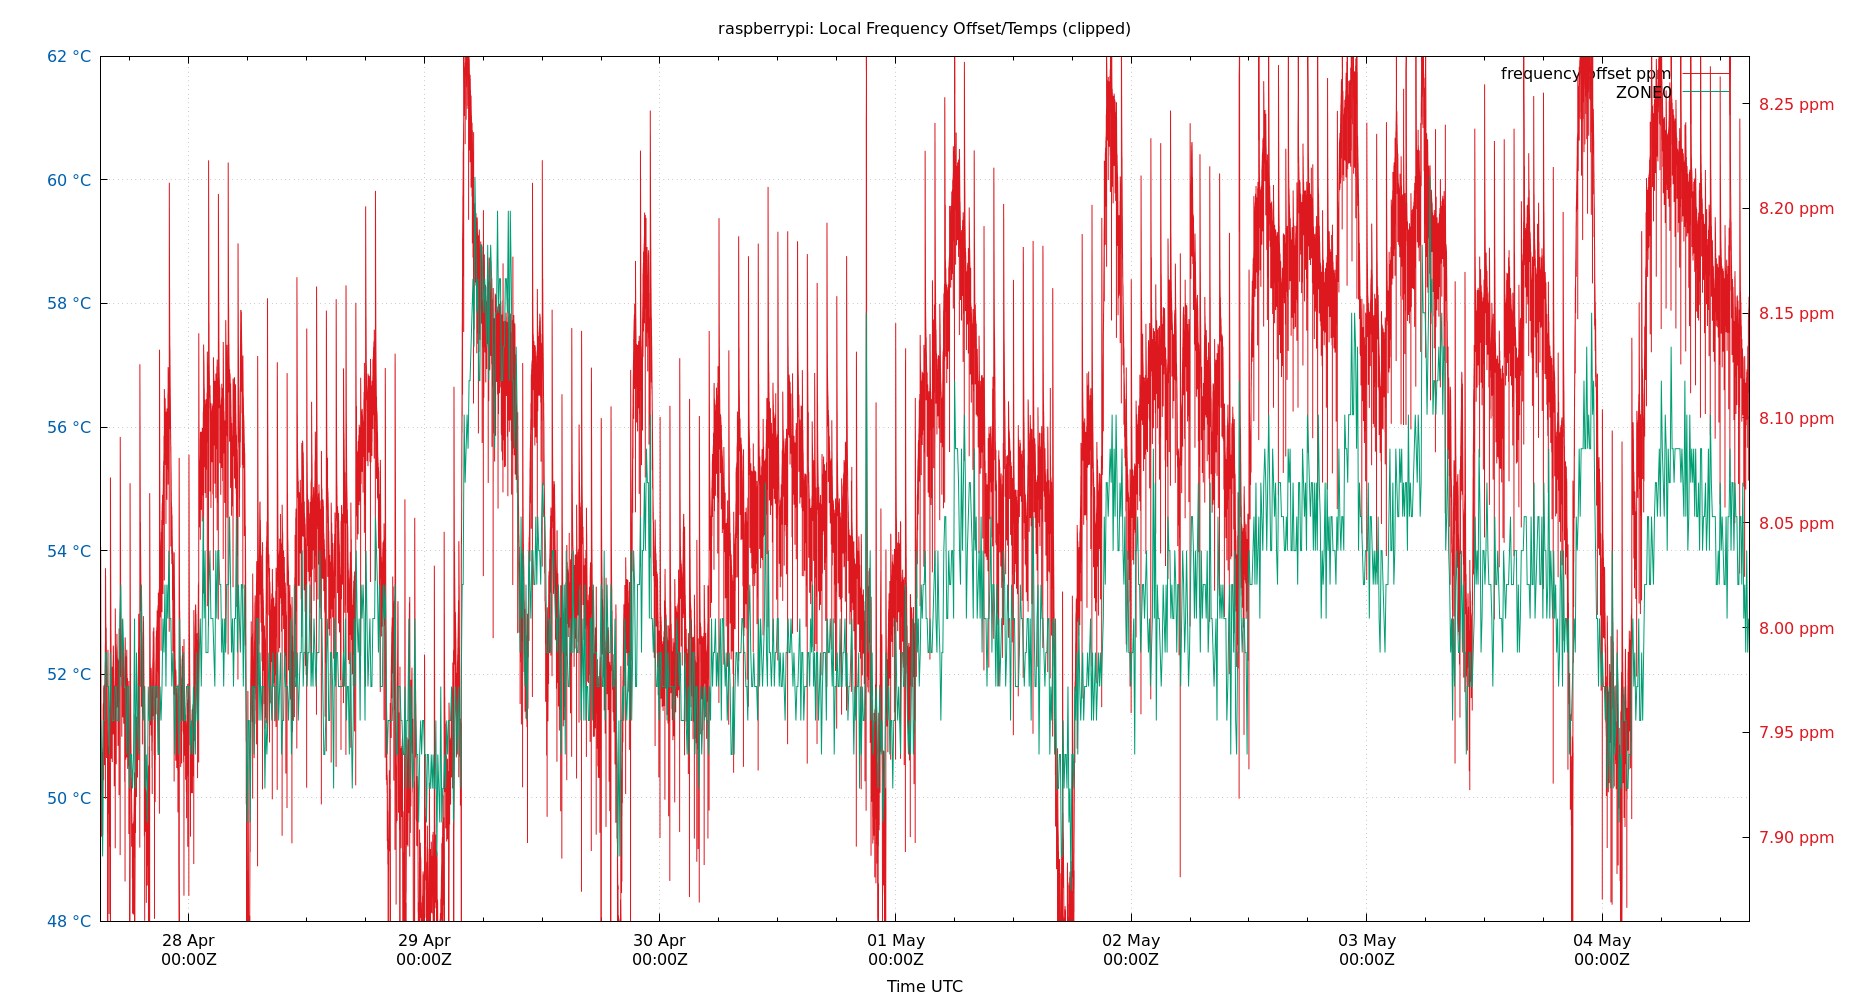 raspberrypi: Local Frequency Offset/Temps (clipped)
62 °C
60 °C
58 °C
56 °C
54 °C
52 °C
50 °C
48 °C
frequency offset ppm
ZONE0
8.25 ppm
8.20 ppm
8.15 ppm
8.10 ppm
8.05 ppm
8.00 ppm
7.95 ppm
7.90 ppm
28 Apr
00:00Z
29 Apr
00:00Z
30 Apr
00:00Z
01 May
00:00Z
02 May
00:00Z
03 May
00:00Z
04 May
00:00Z
Time UTC